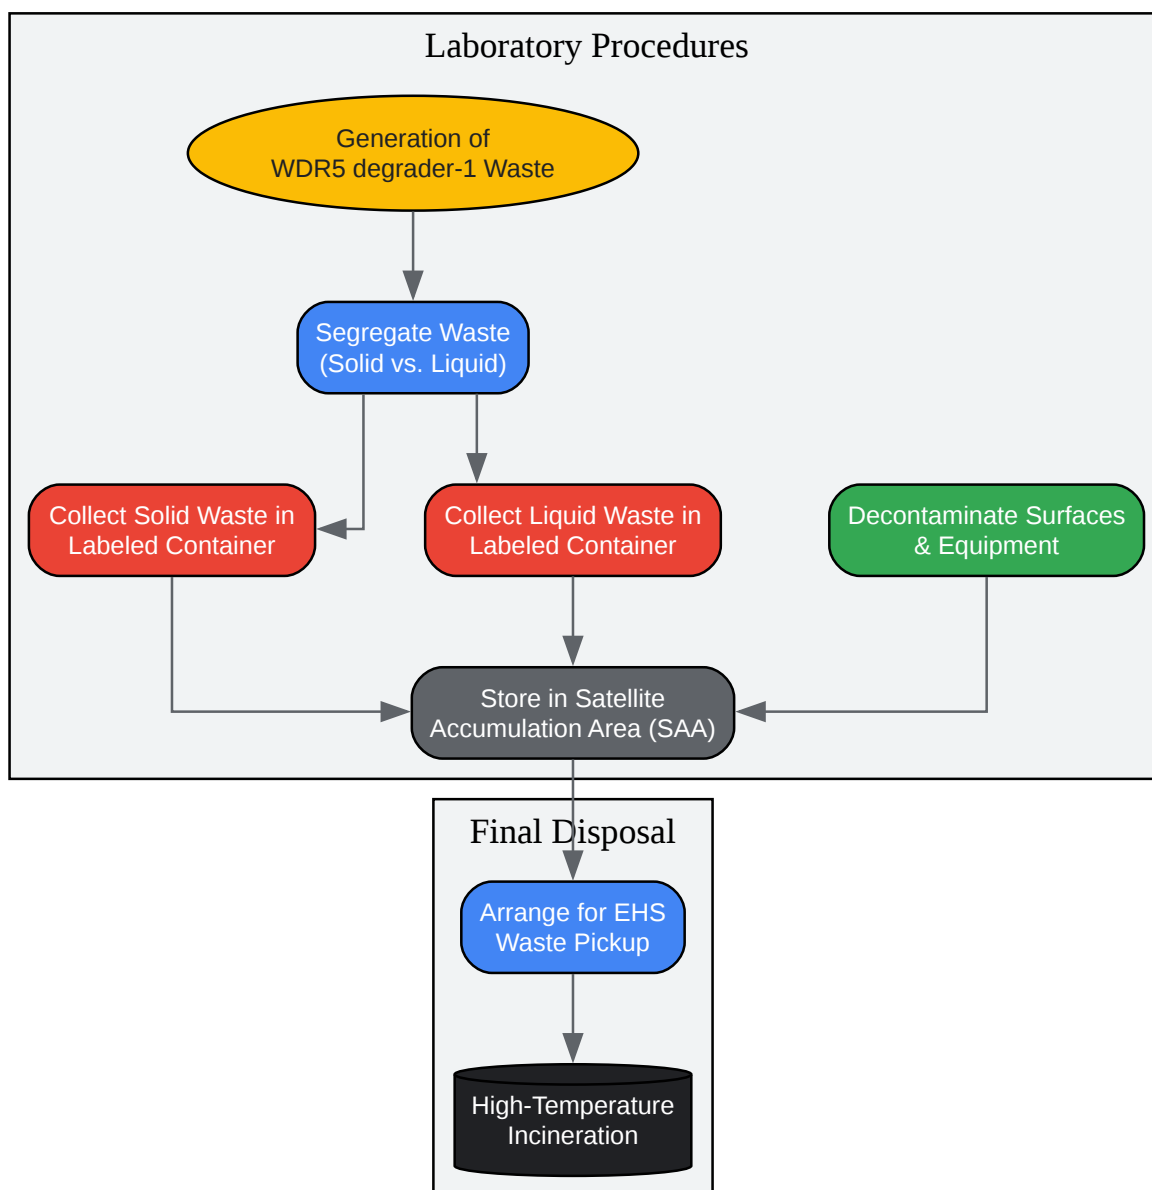 Laboratory Procedures
Generation of
WDR5 degrader-1 Waste
Segregate Waste
(Solid vs. Liquid)
Collect Solid Waste in
Labeled Container
Collect Liquid Waste in
Labeled Container
Decontaminate Surfaces
& Equipment
Store in Satellite
Accumulation Area (SAA)
Final Disposal
Arrange for EHS
Waste Pickup
High-Temperature
Incineration